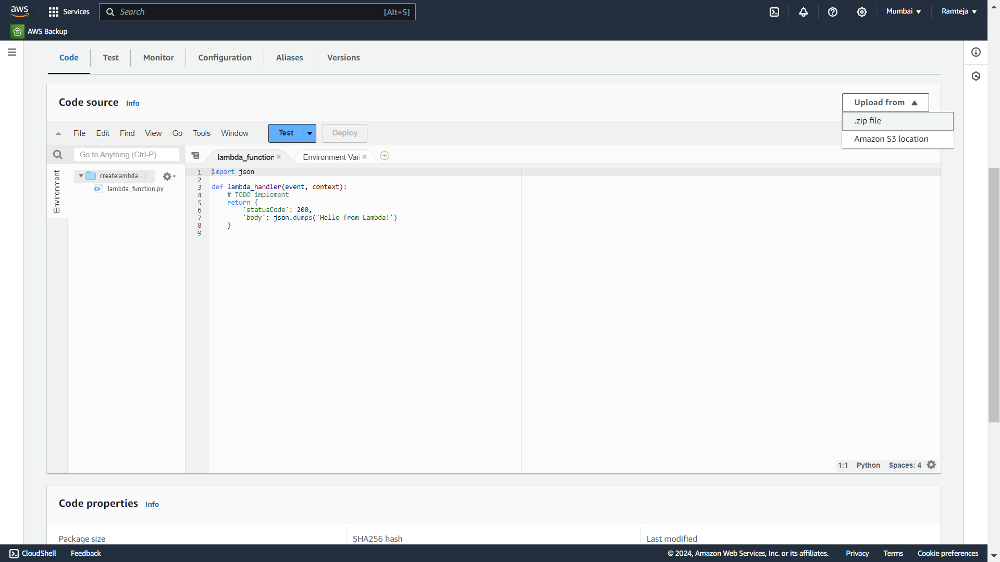 aws
Services
Search
[Alt+S]
Mumbai
Ramteja
AWS Backup
Code
Test
Monitor
Configuration
Aliases
Versions
Code source
Info
Upload from
.zip file
Amazon S3 location
File
Edit
Find
View
Go
Tools
Window
Test
Deploy
Go to Anything (Ctrl-P)
lambda_function
Environment Vari
Environment
createlambda - /
lambda_function.py
1 import json
2
3 def lambda_handler(event, context):
4 # TODO implement
5 return {
6 'statusCode': 200,
7 'body': json.dumps('Hello from Lambda!')
8 }
9
1:1 Python Spaces: 4
Code properties
Info
Package size
SHA256 hash
Last modified
CloudShell
Feedback
© 2024, Amazon Web Services, Inc. or its affiliates.
Privacy
Terms
Cookie preferences